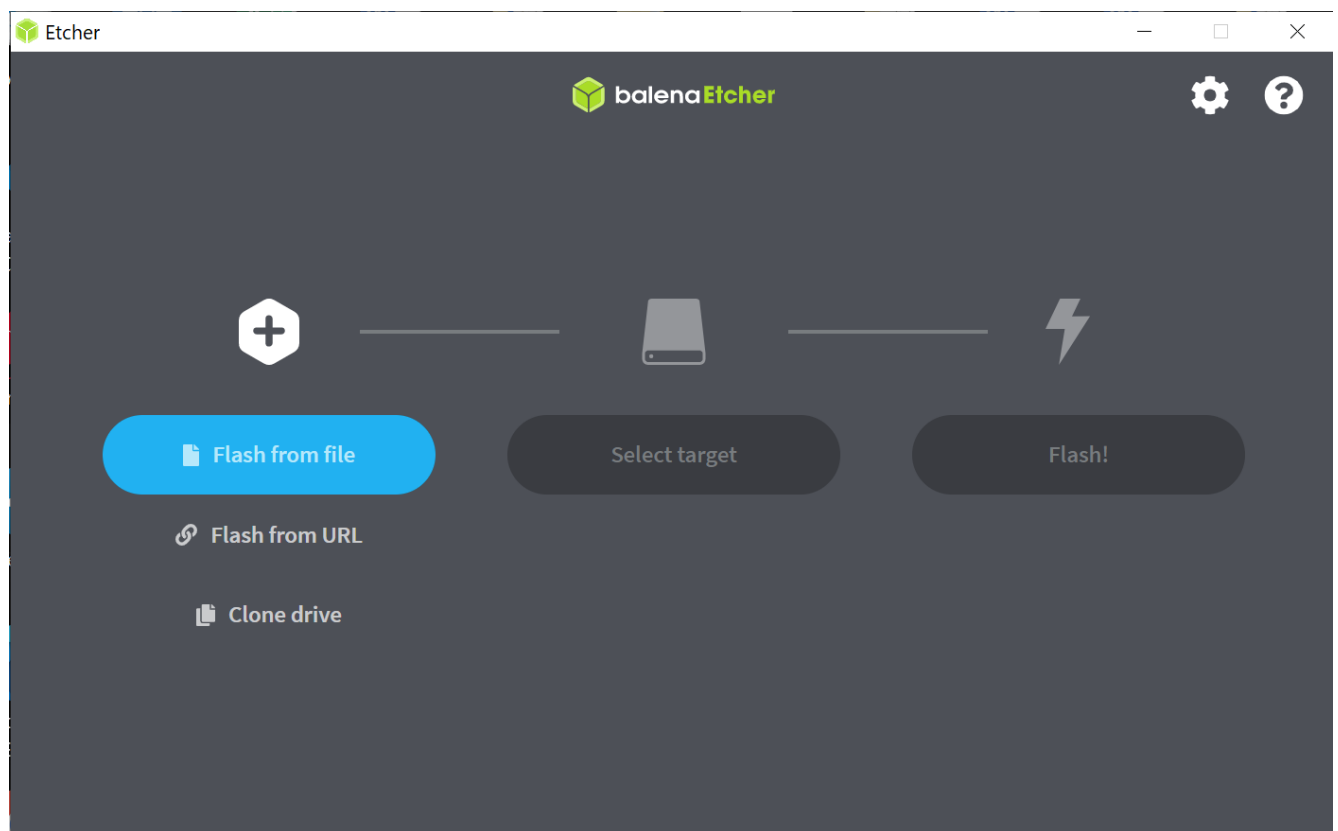 Etcher
balenaEtcher
Flash from file
Select target
Flash!
Flash from URL
Clone drive